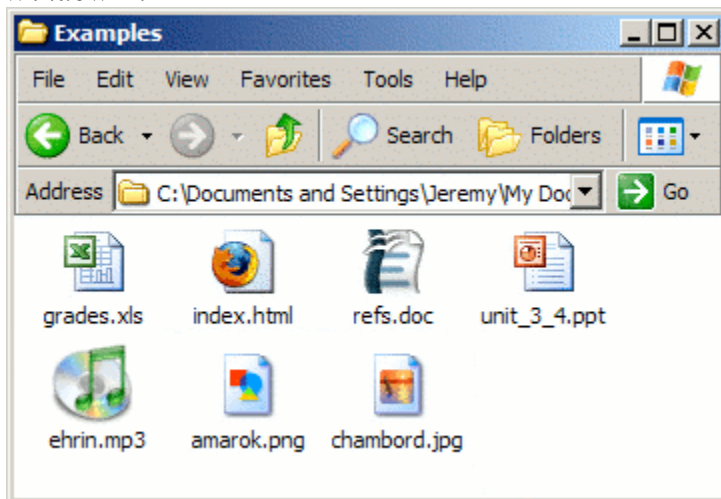 Examples
File Edit View Favorites Tools Help
Back Search Folders
Address C:\Documents and Settings\Jeremy\My Doc Go
grades.xls index.html refs.doc unit_3_4.ppt
ehrin.mp3 amarok.png chambord.jpg